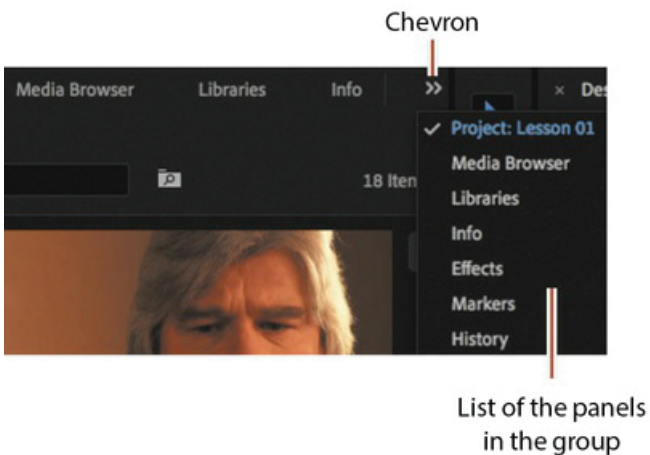 Chevron
Media Browser Libraries Info »
× Des
✓ Project: Lesson 01
Media Browser
18 Iten
Libraries
Info
Effects
Markers
History
List of the panels
in the group